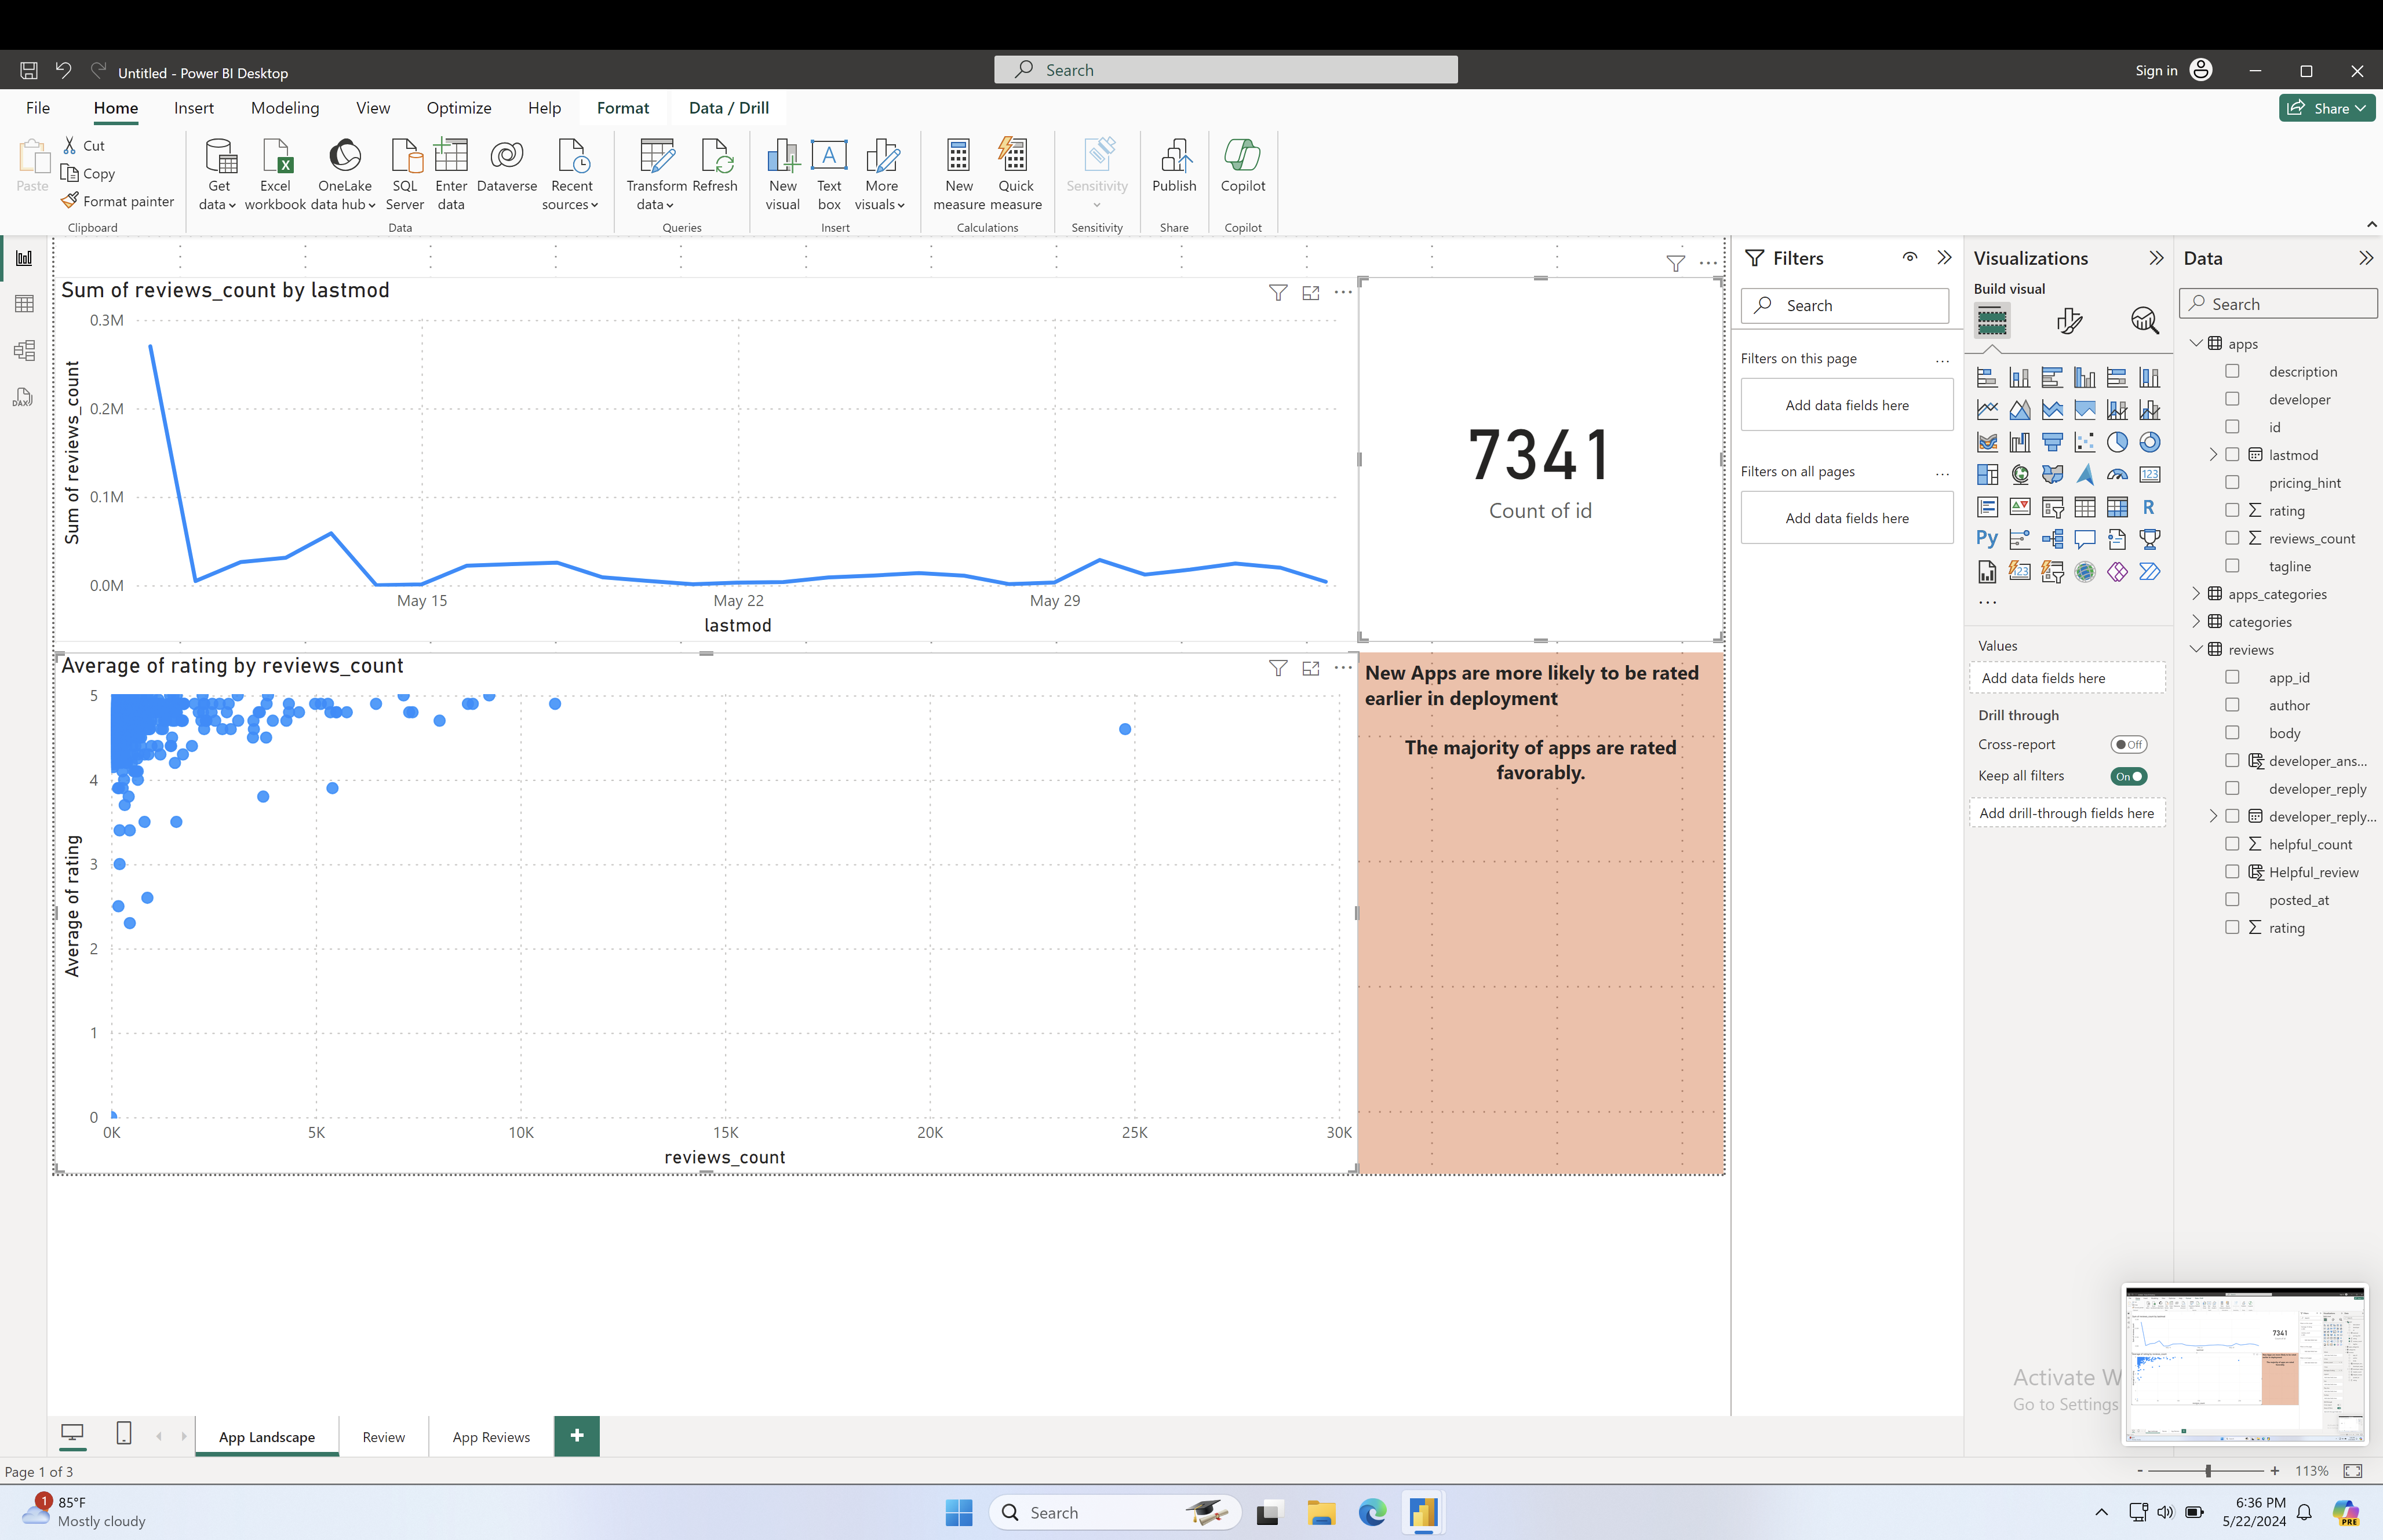 Untitled - Power BI Desktop
Search
Sign in
File
Home
Insert
Modeling
View
Optimize
Help
Format
Data / Drill
Share
Paste
Cut
Copy
Format painter
Clipboard
Get data
Excel workbook
OneLake data hub
SQL Server
Enter data
Dataverse
Recent sources
Data
Transform data
Refresh
Queries
New visual
Text box
More visuals
Insert
New measure
Quick measure
Calculations
Sensitivity
Sensitivity
Publish
Share
Copilot
Copilot
DAX
Sum of reviews_count by lastmod
Sum of reviews_count
0.3M
0.2M
0.1M
0.0M
May 15
May 22
May 29
lastmod
7341
Count of id
Average of rating by reviews_count
Average of rating
5
4
3
2
1
0
0K
5K
10K
15K
20K
25K
30K
reviews_count
New Apps are more likely to be rated
earlier in deployment
The majority of apps are rated
favorably.
Filters
Search
Filters on this page
Add data fields here
Filters on all pages
Add data fields here
Visualizations
Build visual
123
R
Py
123
Values
Add data fields here
Drill through
Cross-report
Off
Keep all filters
On
Add drill-through fields here
Data
Search
apps
description
developer
id
lastmod
pricing_hint
rating
reviews_count
tagline
apps_categories
categories
reviews
app_id
author
body
developer_ans...
developer_reply
developer_reply...
helpful_count
Helpful_review
posted_at
rating
Activate W
Go to Settings
7341
App Landscape
Review
App Reviews
+
Page 1 of 3
- + 113%
1
85°F
Mostly cloudy
Search
6:36 PM
5/22/2024
PRE